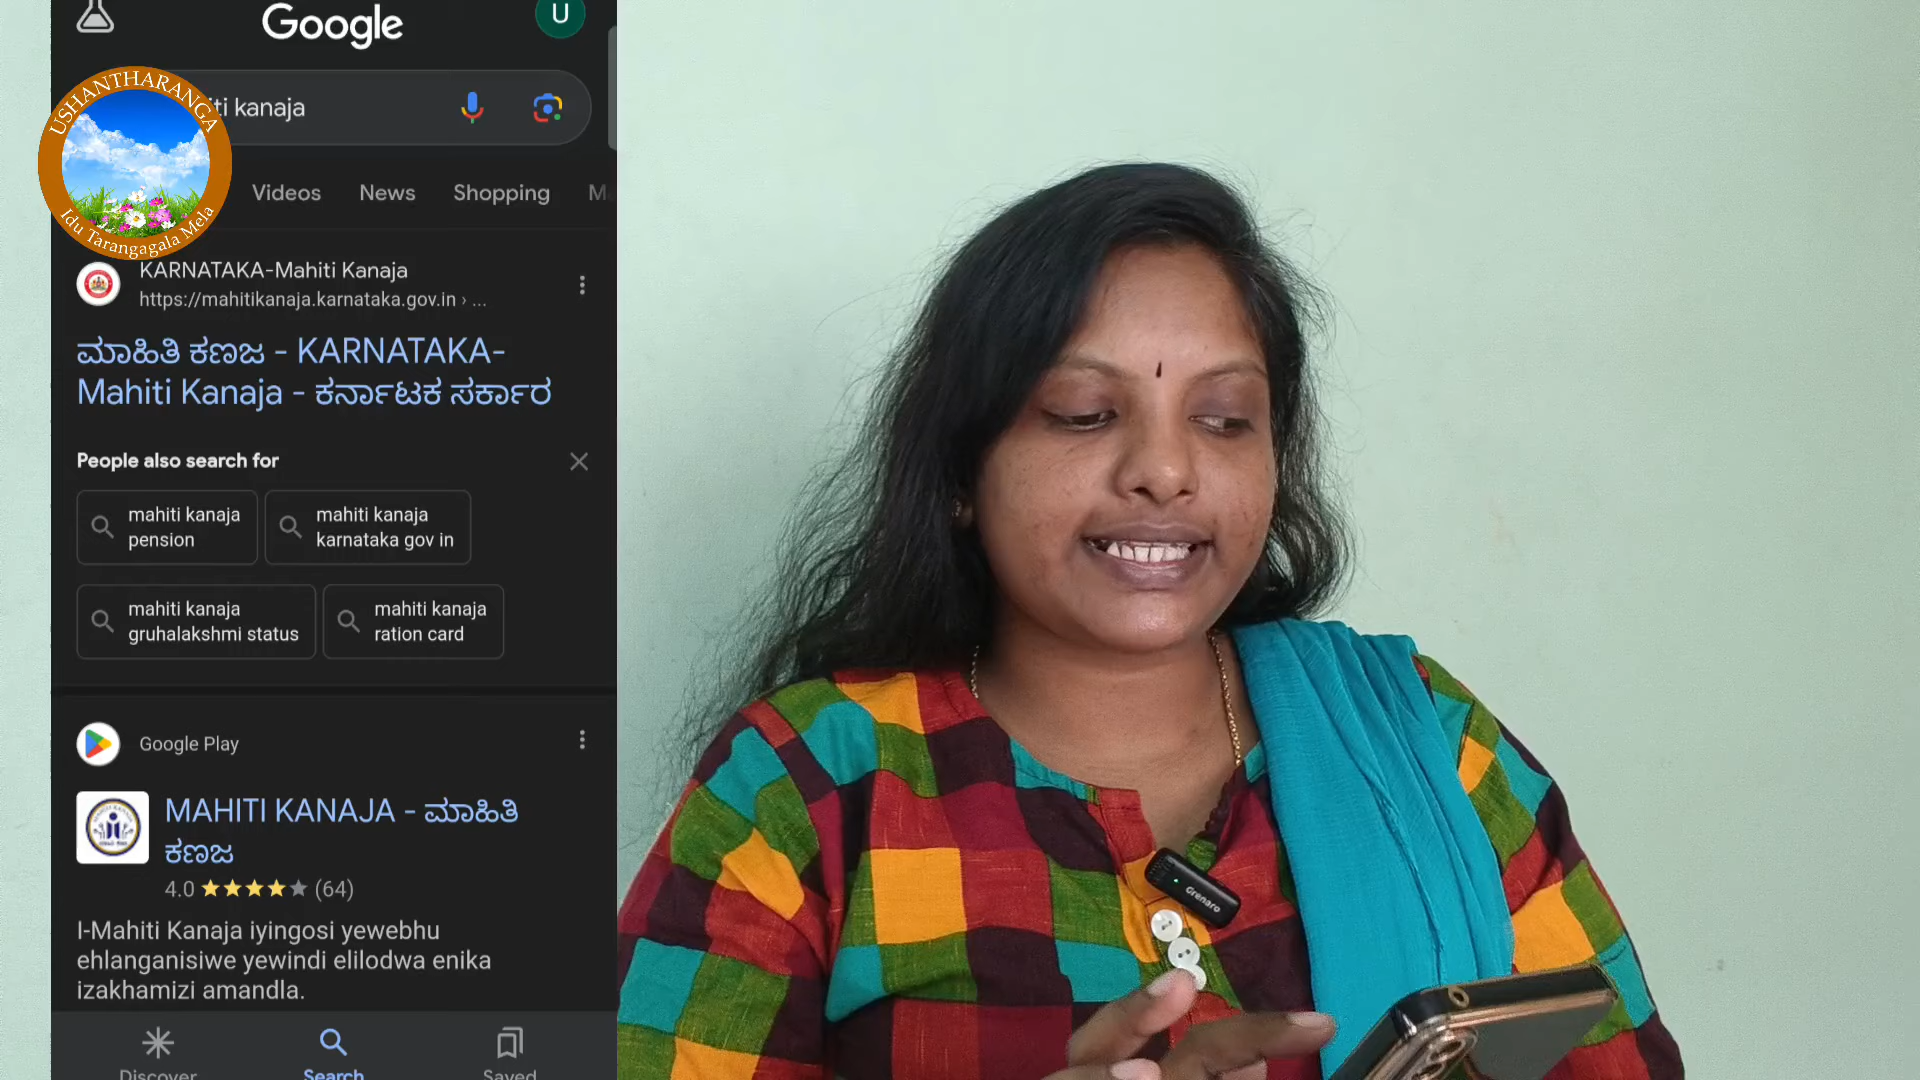 Google
U
USHANTHARANGA
Idu Tarangagala Mela
kanaja
Videos News Shopping
KARNATAKA-Mahiti Kanaja
https://mahitikanaja.karnataka.gov.in › ...
ಮಾಹಿತಿ ಕಣಜ - KARNATAKA-
Mahiti Kanaja - ಕರ್ನಾಟಕ ಸರ್ಕಾರ
People also search for
mahiti kanaja
pension
mahiti kanaja
karnataka gov in
mahiti kanaja
gruhalakshmi status
mahiti kanaja
ration card
Google Play
MAHITI KANAJA - ಮಾಹಿತಿ
ಕಣಜ
4.0 (64)
I-Mahiti Kanaja iyingosi yewebhu
ehlanganisiwe yewindi elilodwa enika
izakhamizi amandla.
Discover Search Saved
Grenaro